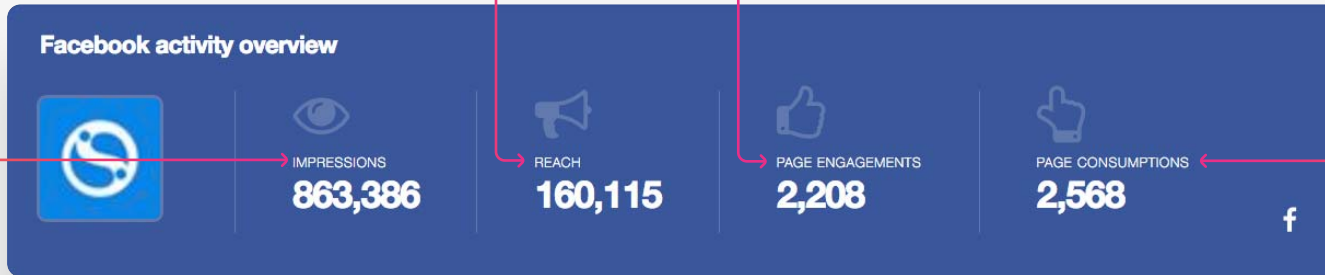 Facebook activity overview
IMPRESSIONS
863,386
REACH
160,115
PAGE ENGAGEMENTS
2,208
PAGE CONSUMPTIONS
2,568
f